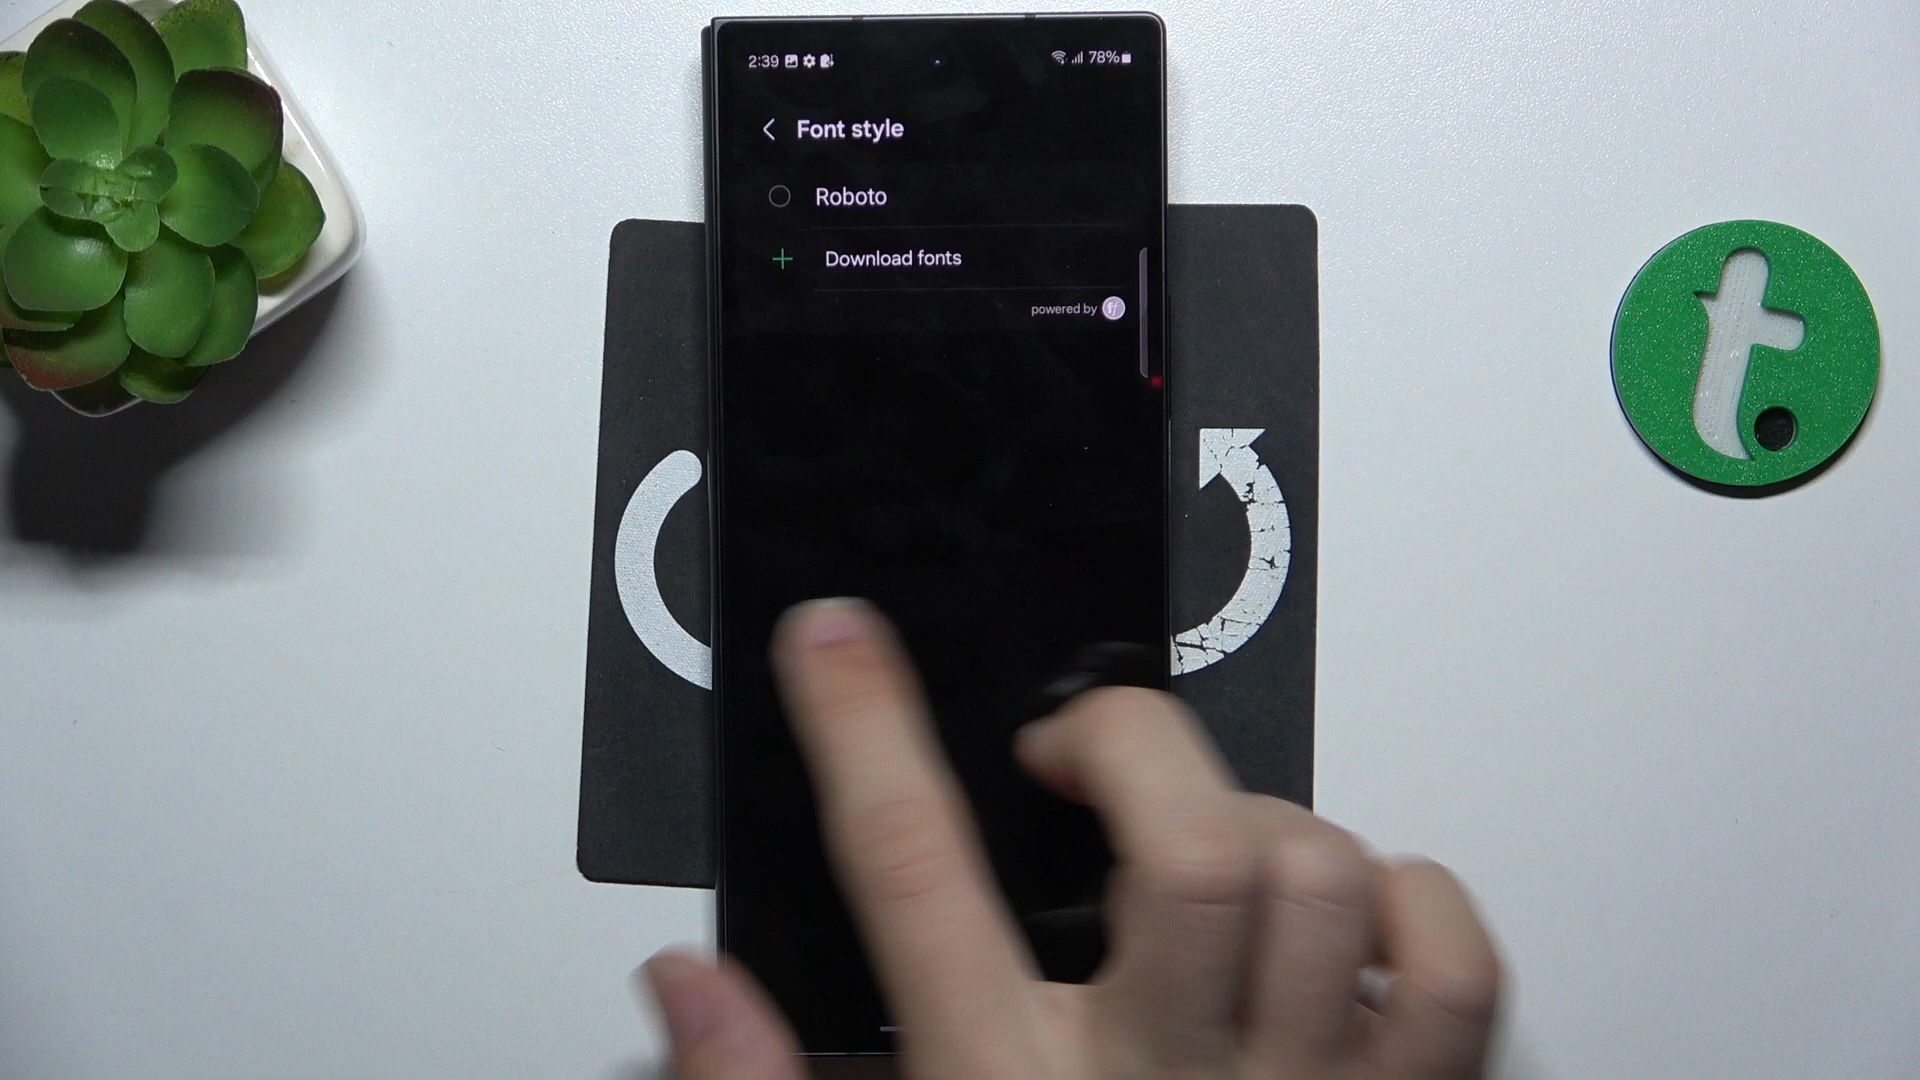 2:39
78%
Font style
Roboto
Download fonts
powered by
t